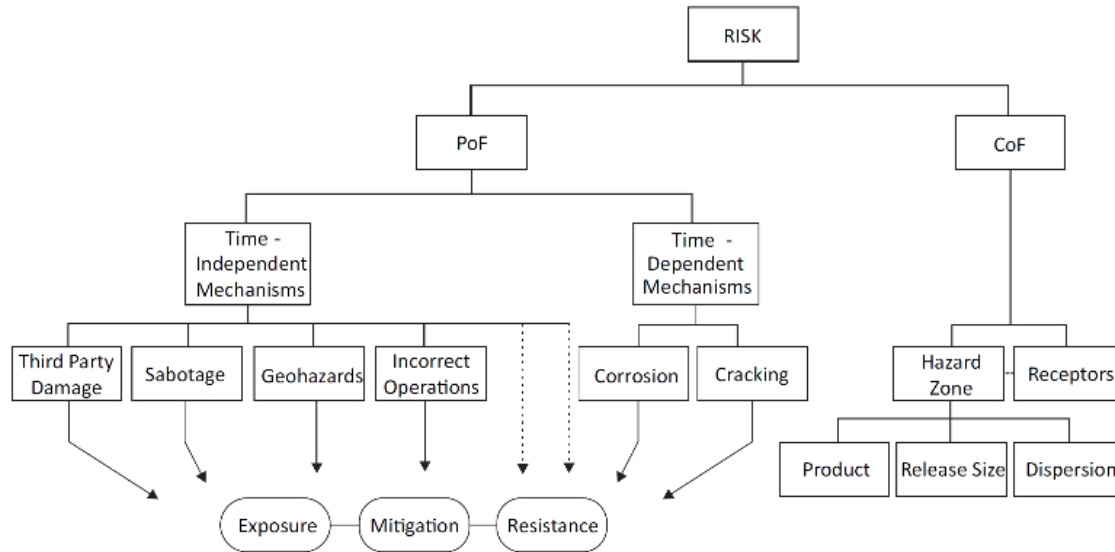 RISK
PoF
CoF
Time -
Independent
Mechanisms
Time -
Dependent
Mechanisms
Third Party
Damage
Sabotage
Geohazards
Incorrect
Operations
Corrosion
Cracking
Hazard
Zone
Receptors
Product
Release Size
Dispersion
Exposure
Mitigation
Resistance